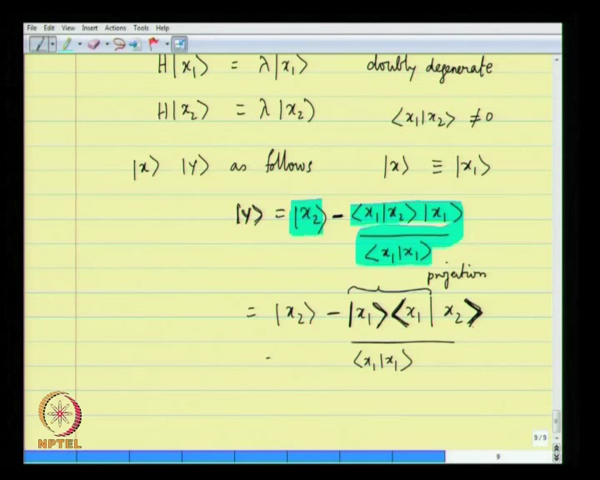 File Edit View Insert Actions Tools Help
H|x₁⟩ = λ|x₁⟩ doubly degenerate
H|x₂⟩ = λ|x₂⟩ ⟨x₁|x₂⟩ ≠ 0
|x⟩ |y⟩ as follows |x⟩ ≡ |x₁⟩
|y⟩ = |x₂⟩ - ⟨x₁|x₂⟩|x₁⟩
⟨x₁|x₁⟩
projection
= |x₂⟩ - |x₁⟩⟨x₁|x₂⟩
⟨x₁|x₁⟩
NPTEL
9/9
9